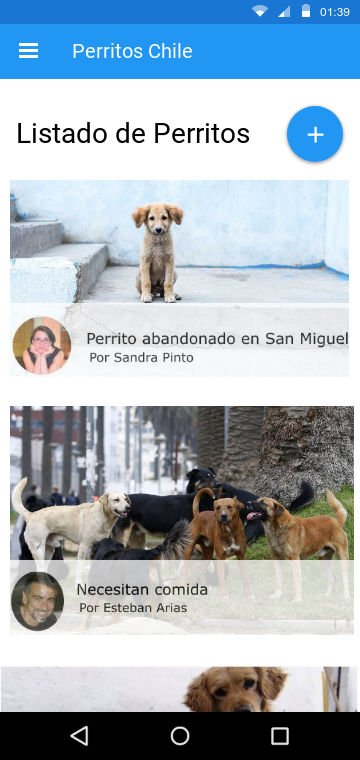 01:39
Perritos Chile
Listado de Perritos
+
Perrito abandonado en San Miguel
Por Sandra Pinto
Necesitan comida
Por Esteban Arias